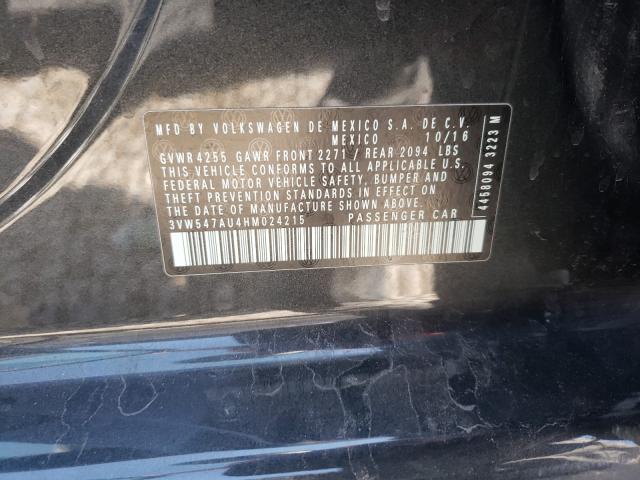 MFD BY VOLKSWAGEN DE MEXICO S.A. DE C.V.
MEXICO 10/16
GVWR 4255 GAWR FRONT 2271 / REAR 2094 LBS
THIS VEHICLE CONFORMS TO ALL APPLICABLE U.S.
FEDERAL MOTOR VEHICLE SAFETY, BUMPER AND
THEFT PREVENTION STANDARDS IN EFFECT ON
DATE OF MANUFACTURE SHOWN ABOVE.
3VW547AU4HM024215 PASSENGER CAR
4458094 3223 M